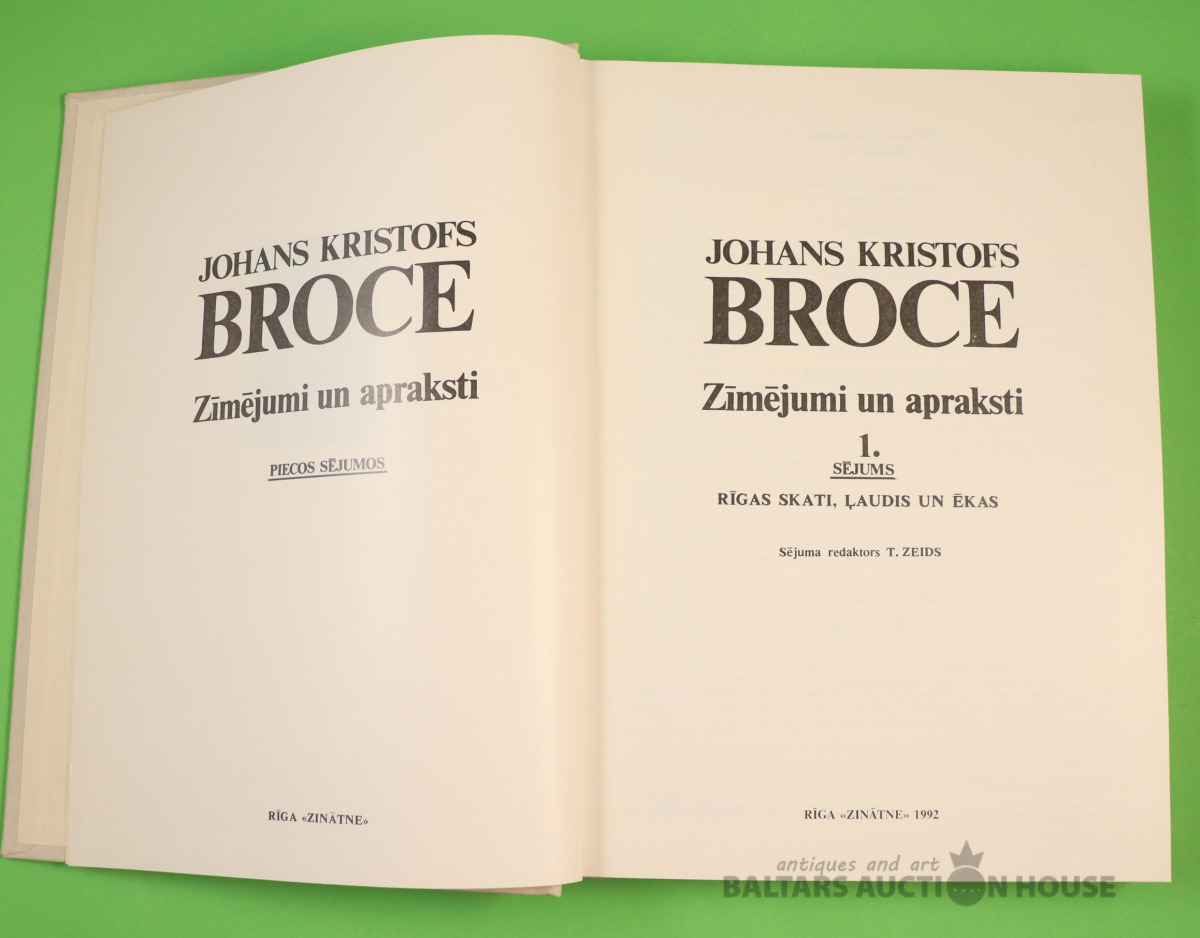 JOHANS KRISTOFS
BROCE
Zīmējumi un apraksti
PIECOS SĒJUMOS
RĪGA «ZINĀTNE»
JOHANS KRISTOFS
BROCE
Zīmējumi un apraksti
1.
SĒJUMS
RĪGAS SKATI, ĻAUDIS UN ĒKAS
Sējuma redaktors T. ZEIDS
RĪGA «ZINĀTNE» 1992
antiques and art
BALTARS AUCTION HOUSE